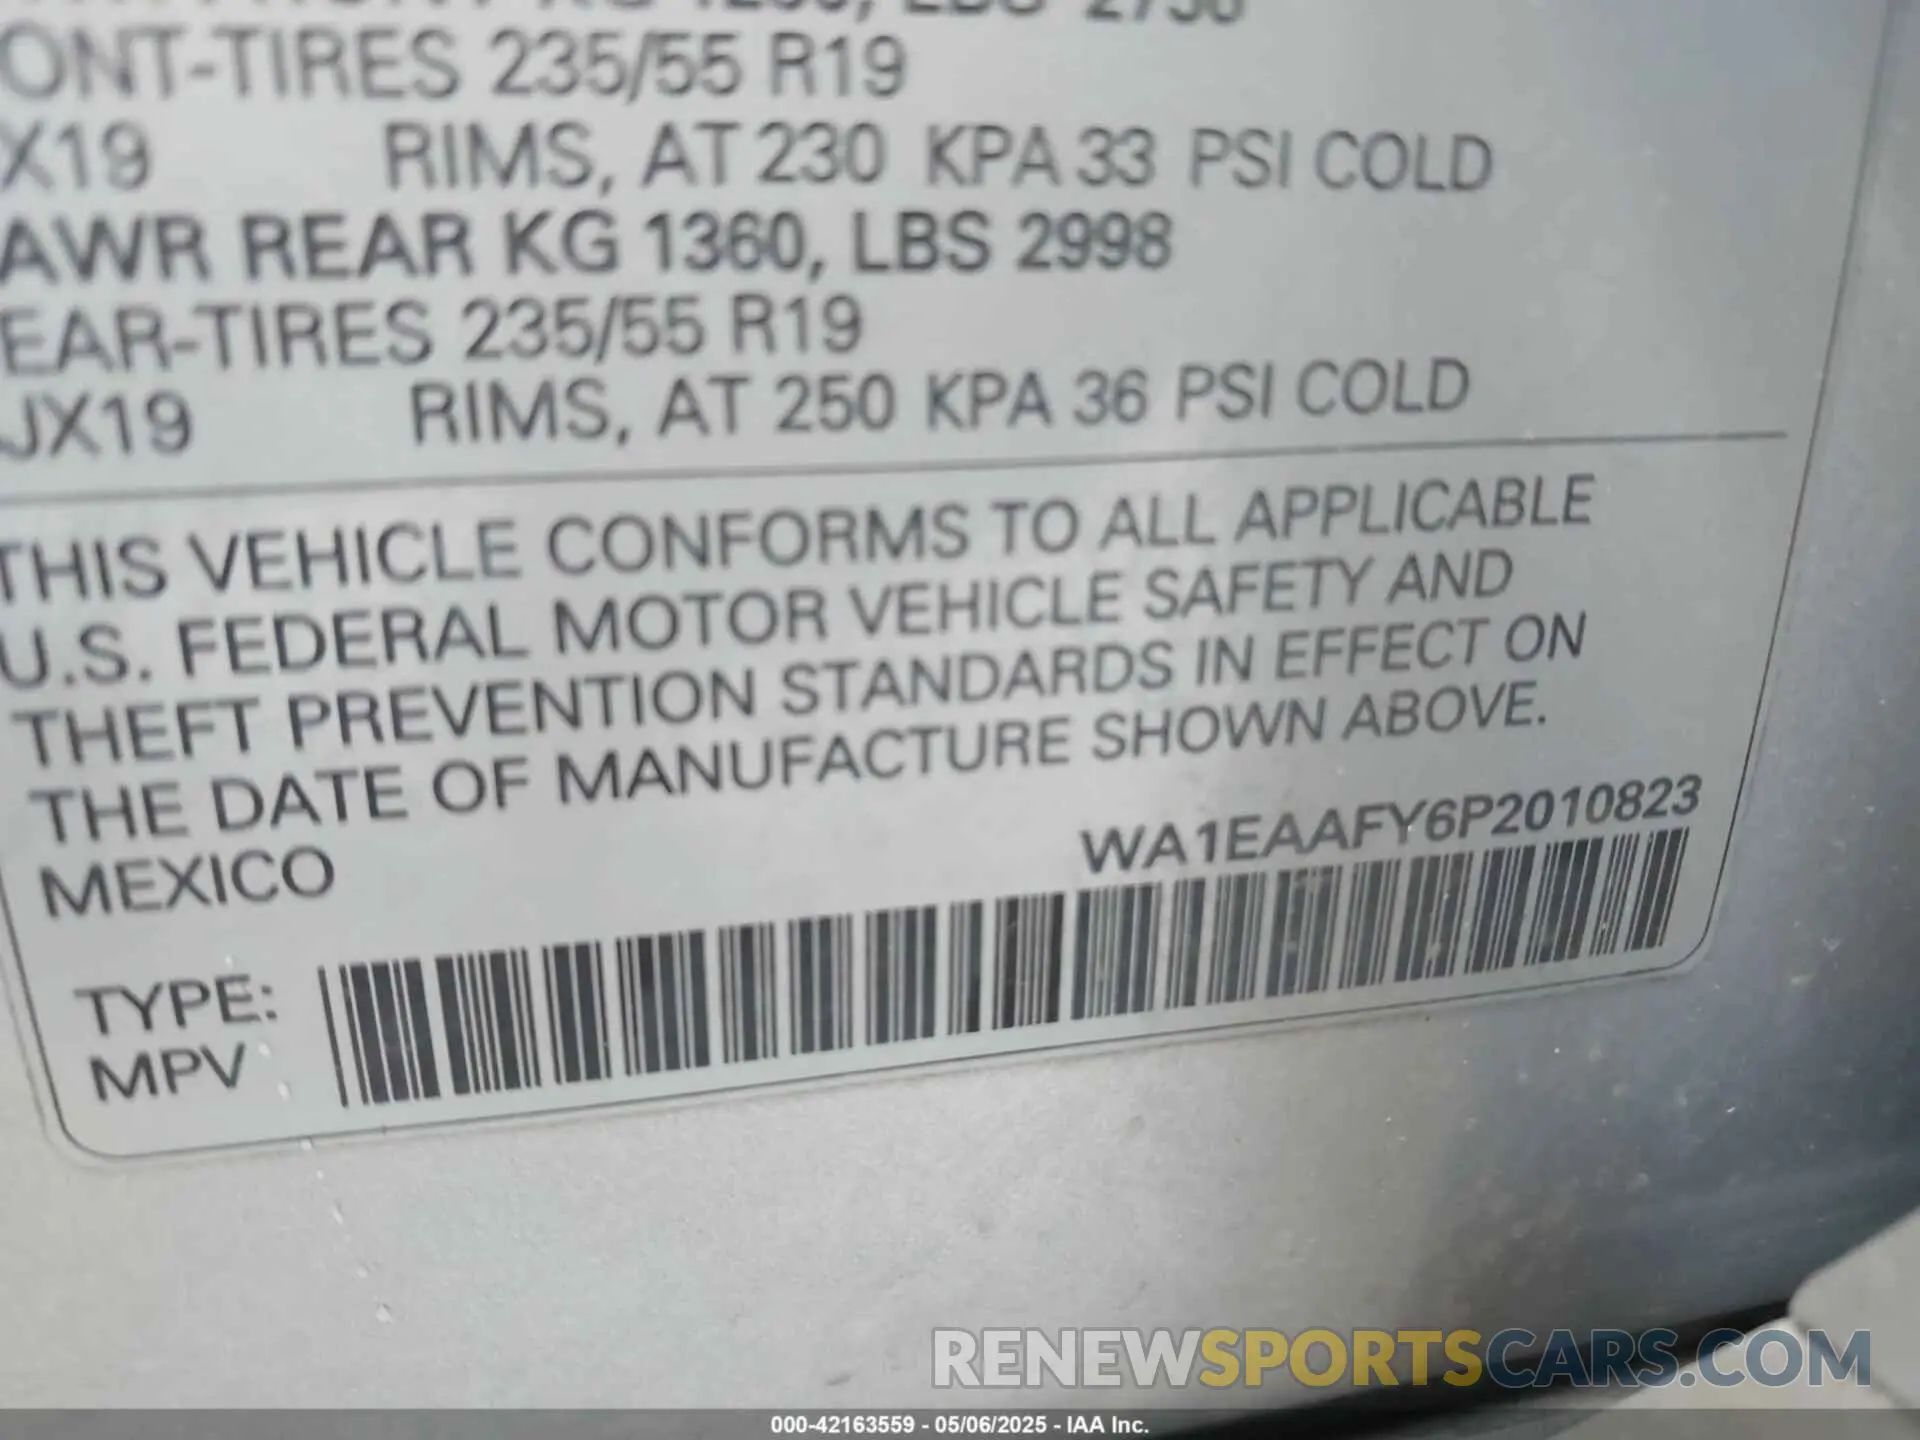 LBS
ONT-TIRES 235/55 R19
X19 RIMS, AT 230 KPA 33 PSI COLD
AWR REAR KG 1360, LBS 2998
EAR-TIRES 235/55 R19
JX19 RIMS, AT 250 KPA 36 PSI COLD
THIS VEHICLE CONFORMS TO ALL APPLICABLE
U.S. FEDERAL MOTOR VEHICLE SAFETY AND
THEFT PREVENTION STANDARDS IN EFFECT ON
THE DATE OF MANUFACTURE SHOWN ABOVE.
MEXICO
WA1EAAFY6P2010823
TYPE:
MPV
RENEWSPORTSCARS.COM
000-42163559 - 05/06/2025 - IAA Inc.